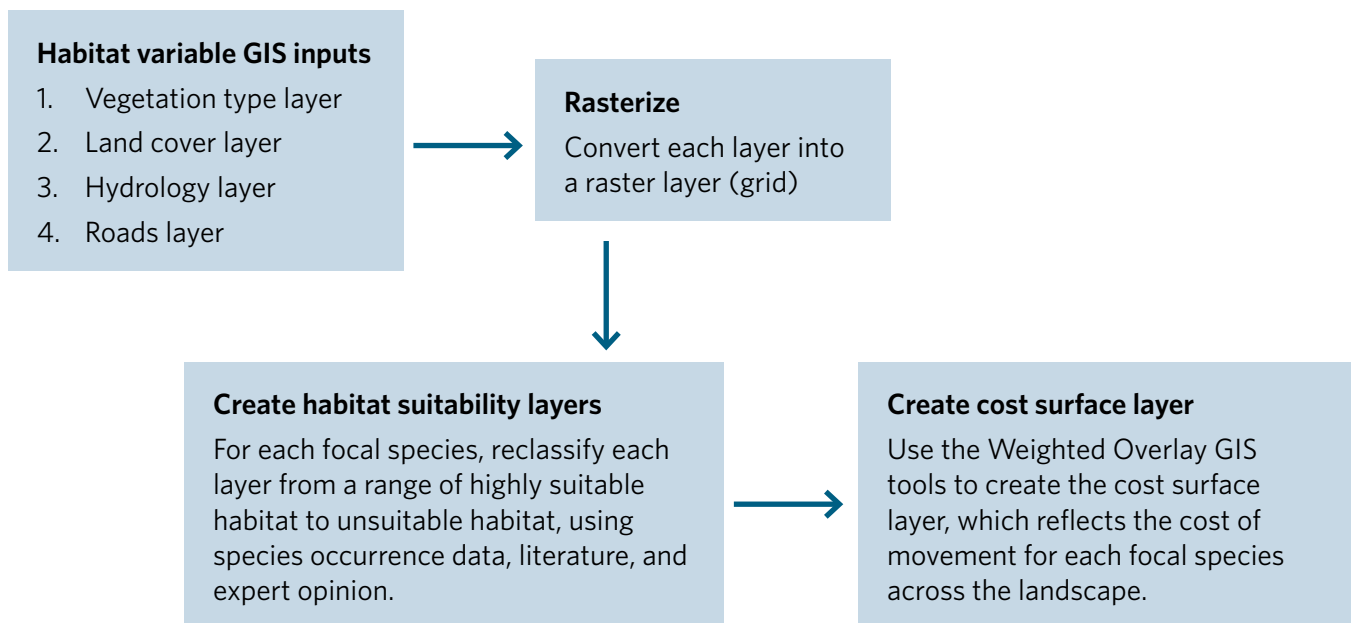 Habitat variable GIS inputs
1. Vegetation type layer
2. Land cover layer
3. Hydrology layer
4. Roads layer
Rasterize
Convert each layer into
a raster layer (grid)
Create habitat suitability layers
For each focal species, reclassify each
layer from a range of highly suitable
habitat to unsuitable habitat, using
species occurrence data, literature, and
expert opinion.
Create cost surface layer
Use the Weighted Overlay GIS
tools to create the cost surface
layer, which reflects the cost of
movement for each focal species
across the landscape.